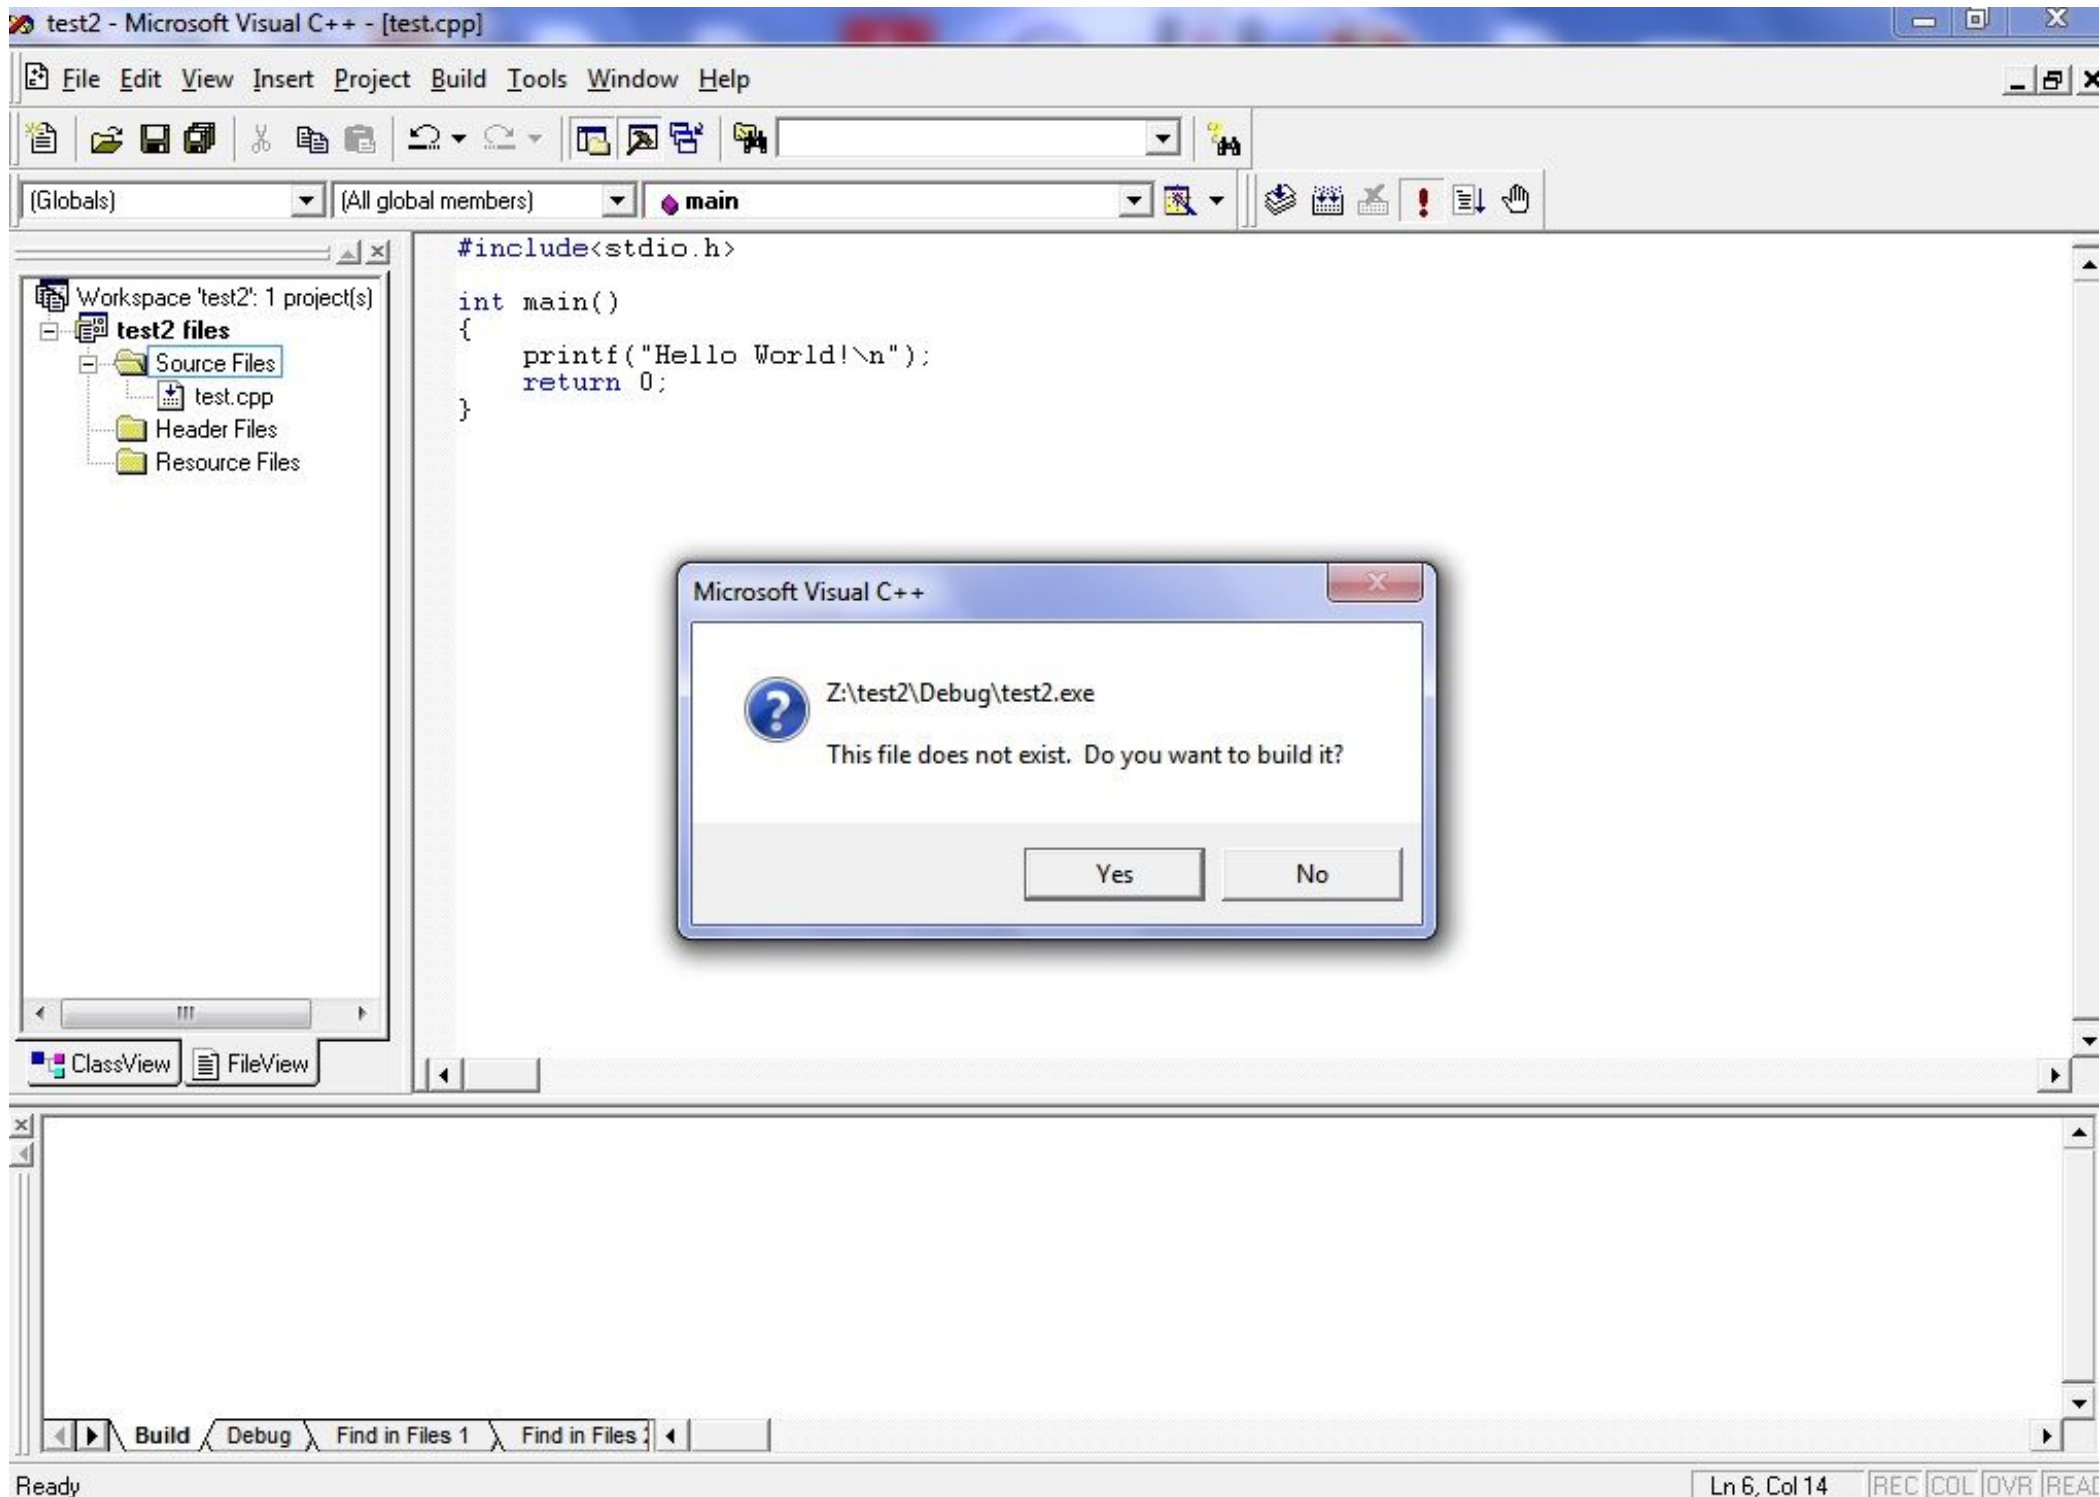 test2 - Microsoft Visual C++ - [test.cpp]
File Edit View Insert Project Build Tools Window Help
(Globals) (All global members) main
#include<stdio.h>
int main()
{
printf("Hello World!\n");
return 0;
}
Workspace 'test2': 1 project(s)
test2 files
Source Files
test.cpp
Header Files
Resource Files
Microsoft Visual C++
Z:\test2\Debug\test2.exe
This file does not exist. Do you want to build it?
Yes No
ClassView FileView
Build Debug Find in Files 1 Find in Files
Ready Ln 6, Col 14 REC COL OVR READ